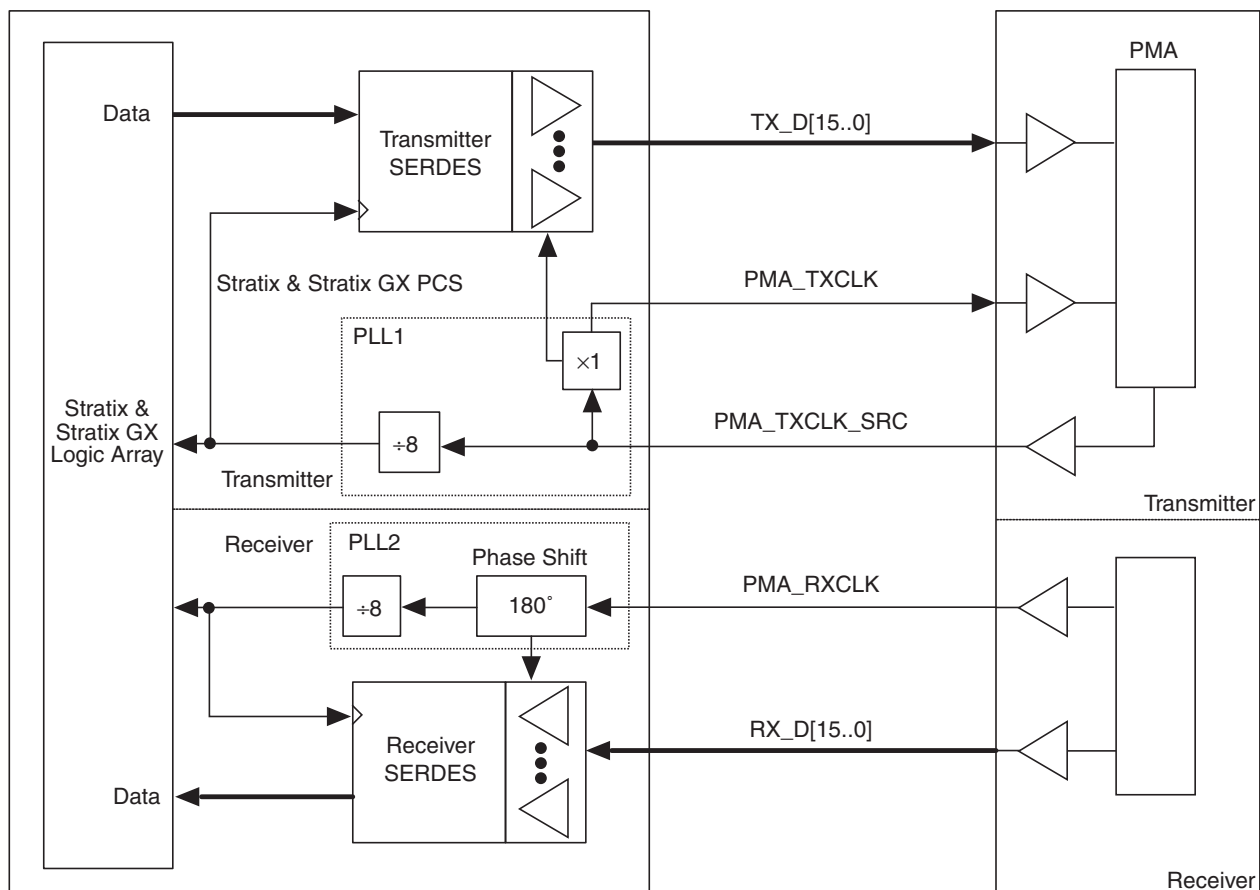 PMA
Data
TX_D[15..0]
Transmitter
SERDES
Stratix & Stratix GX PCS
PMA_TXCLK
PLL1
×1
Stratix &
Stratix GX
Logic Array
÷8
PMA_TXCLK_SRC
Transmitter
Transmitter
Receiver
PLL2
Phase Shift
PMA_RXCLK
÷8
180°
Receiver
SERDES
RX_D[15..0]
Data
Receiver